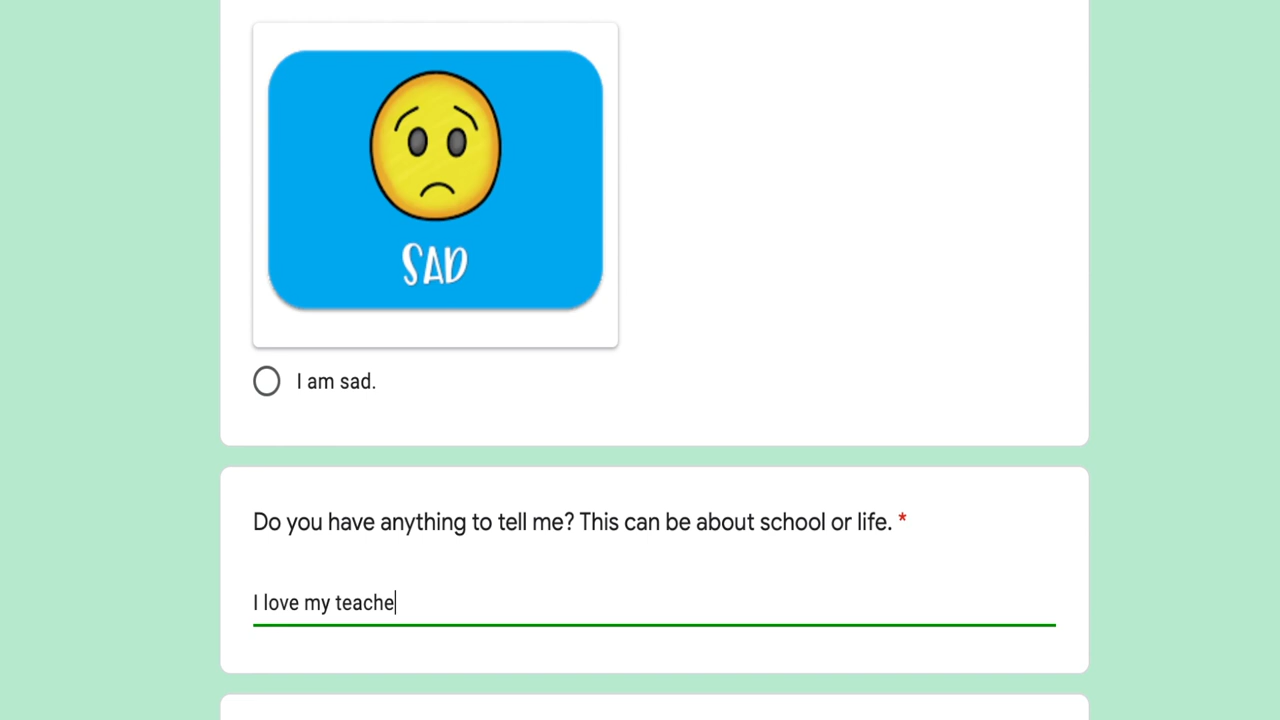 SAD
I am sad.
Do you have anything to tell me? This can be about school or life. *
I love my teache